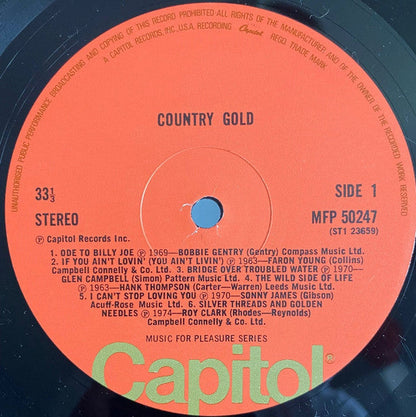 UNAUTHORISED PUBLIC PERFORMANCE BROADCASTING AND COPYING OF THIS RECORD PROHIBITED. ALL RIGHTS OF THE MANUFACTURER AND OF THE OWNER OF THE RECORDED WORK RESERVED
A CAPITOL RECORDS, INC., U.S.A. RECORDING Capitol REGD. TRADE MARK
COUNTRY GOLD
33⅓
STEREO
SIDE 1
MFP 50247
(ST1 23659)
℗ Capitol Records Inc.
1. ODE TO BILLY JOE ℗ 1969—BOBBIE GENTRY (Gentry) Compass Music Ltd.
2. IF YOU AIN'T LOVIN' (YOU AIN'T LIVIN') ℗ 1963—FARON YOUNG (Collins)
Campbell Connelly & Co. Ltd. 3. BRIDGE OVER TROUBLED WATER ℗ 1970—
GLEN CAMPBELL (Simon) Pattern Music Ltd. 4. THE WILD SIDE OF LIFE
℗ 1963—HANK THOMPSON (Carter—Warren) Leeds Music Ltd.
5. I CAN'T STOP LOVING YOU ℗ 1970—SONNY JAMES (Gibson)
Acuff-Rose Music Ltd. 6. SILVER THREADS AND GOLDEN
NEEDLES ℗ 1974—ROY CLARK (Rhodes—Reynolds)
Campbell Connelly & Co. Ltd.
MUSIC FOR PLEASURE SERIES
Capitol®